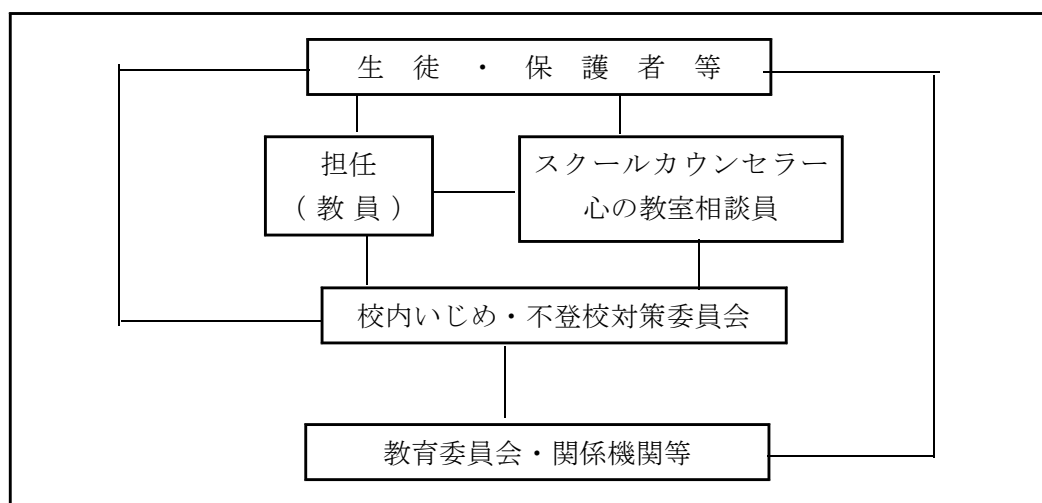 生徒・保護者等
担任
（教員）
スクールカウンセラー
心の教室相談員
校内いじめ・不登校対策委員会
教育委員会・関係機関等